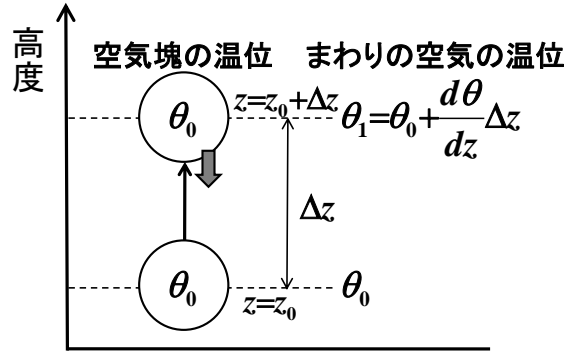 高度
空気塊の温位 まわりの空気の温位
θ₀ z=z₀+Δz θ₁=θ₀+dθ/dz Δz
Δz
θ₀ z=z₀ θ₀